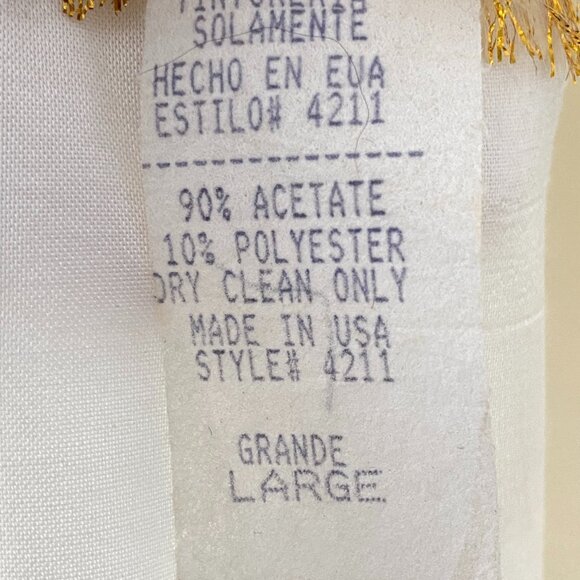 SOLAMENTE
HECHO EN EUA
ESTILO# 4211
90% ACETATE
10% POLYESTER
DRY CLEAN ONLY
MADE IN USA
STYLE# 4211
GRANDE
LARGE